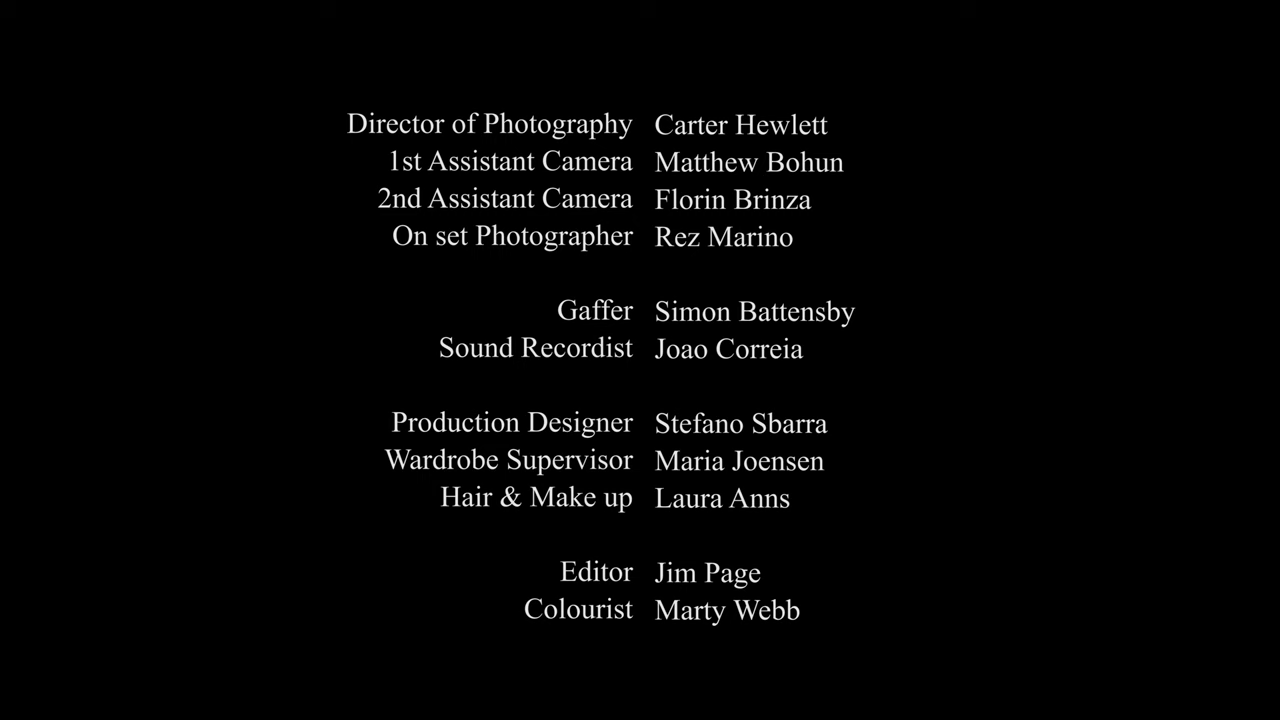 Director of Photography Carter Hewlett
1st Assistant Camera Matthew Bohun
2nd Assistant Camera Florin Brinza
On set Photographer Rez Marino
Gaffer Simon Battensby
Sound Recordist Joao Correia
Production Designer Stefano Sbarra
Wardrobe Supervisor Maria Joensen
Hair & Make up Laura Anns
Editor Jim Page
Colourist Marty Webb